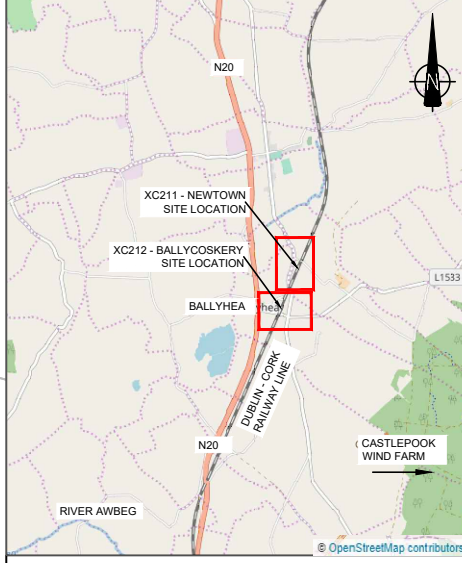 N20
N
XC211 - NEWTOWN
SITE LOCATION
XC212 - BALLYCOSKERY
SITE LOCATION
L1533
BALLYHEA
hea
DUBLIN - CORK
RAILWAY LINE
N20
CASTLEPOOK
WIND FARM
RIVER AWBEG
© OpenStreetMap contributors